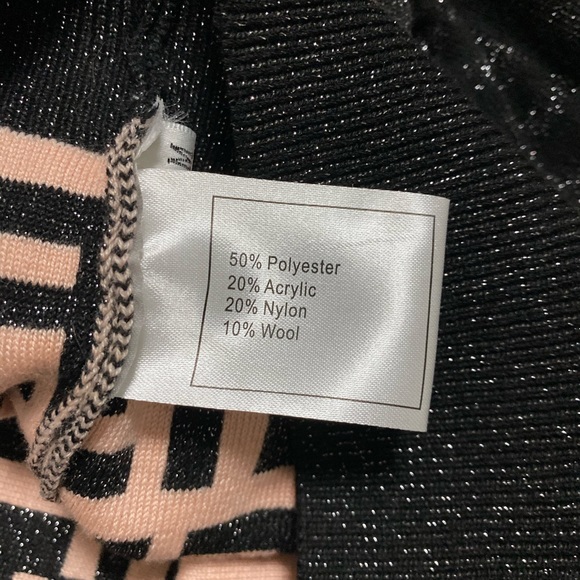 50% Polyester
20% Acrylic
20% Nylon
10% Wool